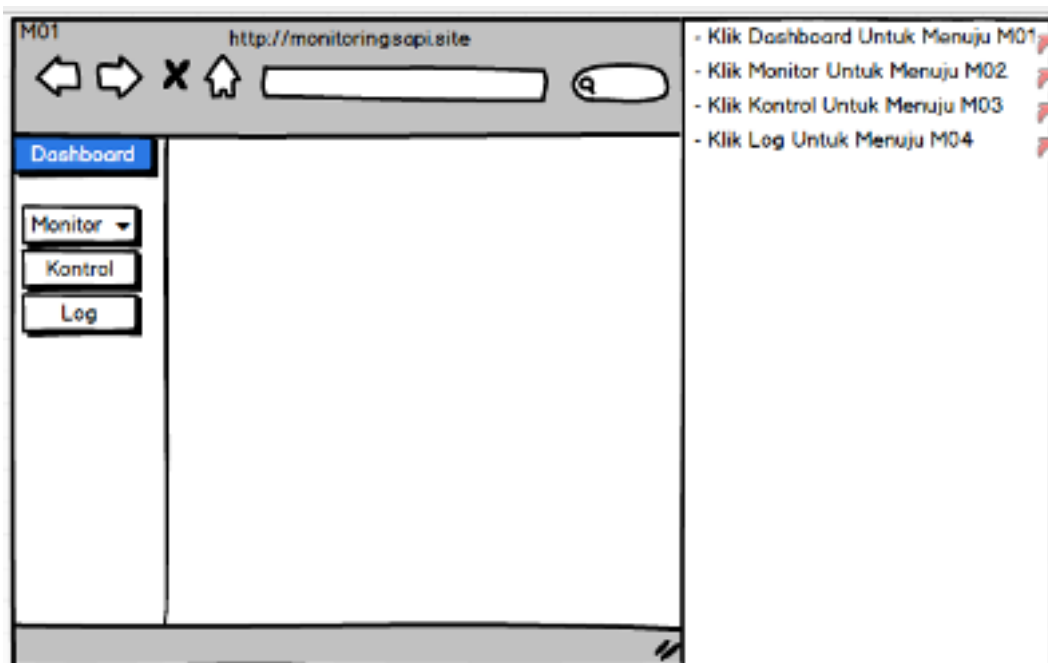 M01
http://monitoringsapi.site
Dashboard
Monitor
Kontrol
Log
- Klik Dashboard Untuk Menuju M01
- Klik Monitor Untuk Menuju M02
- Klik Kontrol Untuk Menuju M03
- Klik Log Untuk Menuju M04